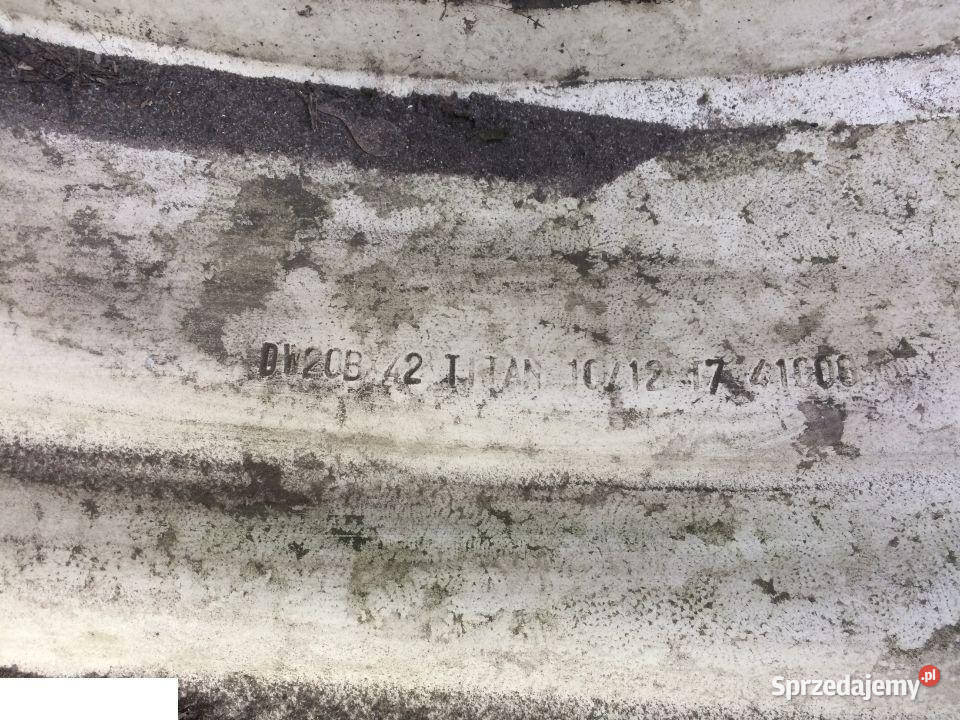 DW20B 42 TITAN 10/12 17 41000
Sprzedajemy.pl